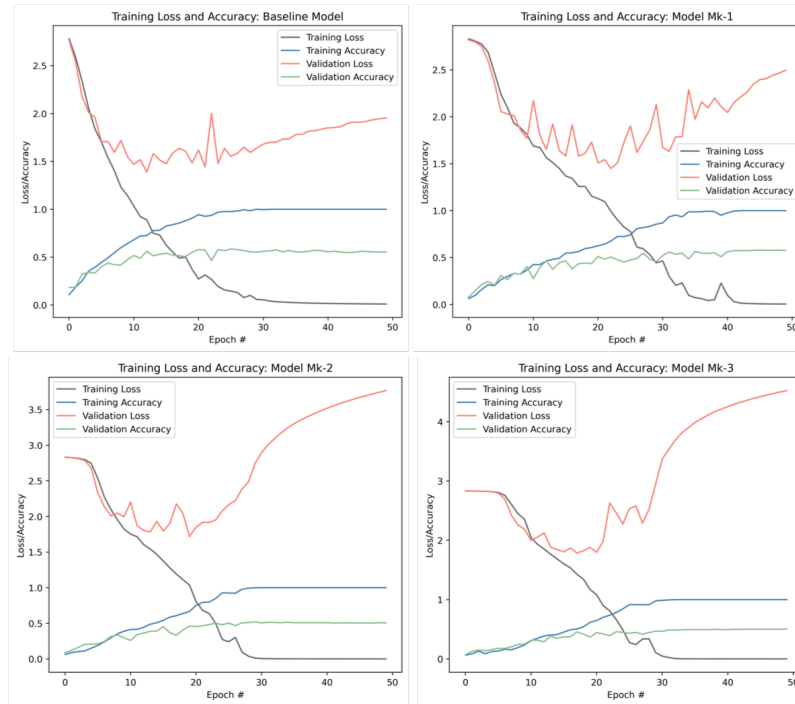 Training Loss and Accuracy: Baseline Model
Training Loss
Training Accuracy
Validation Loss
Validation Accuracy
2.5
2.0
1.5
1.0
0.5
0.0
Loss/Accuracy
0 10 20 30 40 50
Epoch #
Training Loss and Accuracy: Model Mk-1
2.5
2.0
1.5
1.0
0.5
0.0
Loss/Accuracy
Training Loss
Training Accuracy
Validation Loss
Validation Accuracy
0 10 20 30 40 50
Epoch #
Training Loss and Accuracy: Model Mk-2
Training Loss
Training Accuracy
Validation Loss
Validation Accuracy
3.5
3.0
2.5
2.0
1.5
1.0
0.5
0.0
Loss/Accuracy
0 10 20 30 40 50
Epoch #
Training Loss and Accuracy: Model Mk-3
Training Loss
Training Accuracy
Validation Loss
Validation Accuracy
4
3
2
1
0
Loss/Accuracy
0 10 20 30 40 50
Epoch #